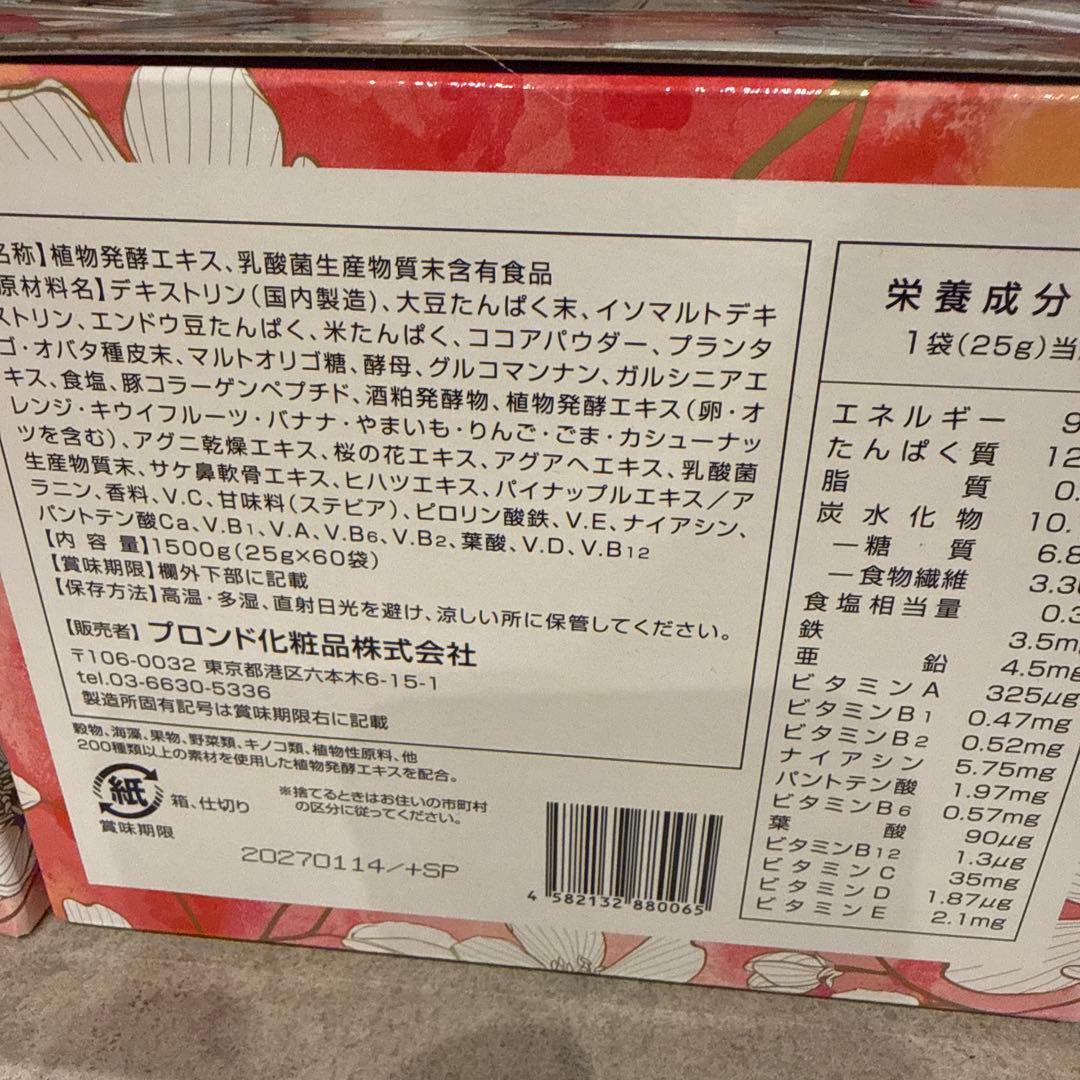 名称】植物発酵エキス、乳酸菌生産物質末含有食品
原材料名】デキストリン（国内製造）、大豆たんぱく末、イソマルトデキ
ストリン、エンドウ豆たんぱく、米たんぱく、ココアパウダー、プランタ
ゴ・オバタ種皮末、マルトオリゴ糖、酵母、グルコマンナン、ガルシニアエ
キス、食塩、豚コラーゲンペプチド、酒粕発酵物、植物発酵エキス（卵・オ
レンジ・キウイフルーツ・バナナ・やまいも・りんご・ごま・カシューナッ
ツを含む）、アグニ乾燥エキス、桜の花エキス、アグアヘエキス、乳酸菌
生産物質末、サケ鼻軟骨エキス、ヒハツエキス、パイナップルエキス／ア
ラニン、香料、V.C、甘味料（ステビア）、ピロリン酸鉄、V.E、ナイアシン、
パントテン酸Ca、V.B1、V.A、V.B6、V.B2、葉酸、V.D、V.B12
【内 容 量】1500g（25g×60袋）
【賞味期限】欄外下部に記載
【保存方法】高温・多湿、直射日光を避け、涼しい所に保管してください。
【販売者】プロンド化粧品株式会社
〒106-0032 東京都港区六本木6-15-1
tel.03-6630-5336
製造所固有記号は賞味期限右に記載
穀物、海藻、果物、野菜類、キノコ類、植物性原料、他
200種類以上の素材を使用した植物発酵エキスを配合。
紙
箱、仕切り
※捨てるときはお住いの市町村
の区分に従ってください。
賞味期限
20270114/+SP
4 582132 880065
栄養成分
1袋（25g）当
エネルギー 9
たんぱく質 12
脂質 0.
炭水化物 10.
－糖質 6.8
－食物繊維 3.3
食塩相当量 0.3
鉄 3.5m
亜鉛 4.5mg
ビタミンA 325μg
ビタミンB1 0.47mg
ビタミンB2 0.52mg
ナイアシン 5.75mg
パントテン酸 1.97mg
ビタミンB6 0.57mg
葉酸 90μg
ビタミンB12 1.3μg
ビタミンC 35mg
ビタミンD 1.87μg
ビタミンE 2.1mg